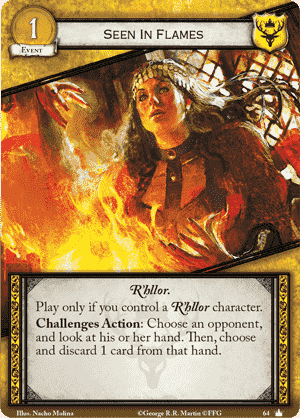 1
SEEN IN FLAMES
EVENT
R'hllor.
Play only if you control a R'hllor character.
Challenges Action: Choose an opponent,
and look at his or her hand. Then, choose
and discard 1 card from that hand.
Illus. Nacho Molina ©George R.R. Martin ©FFG 64